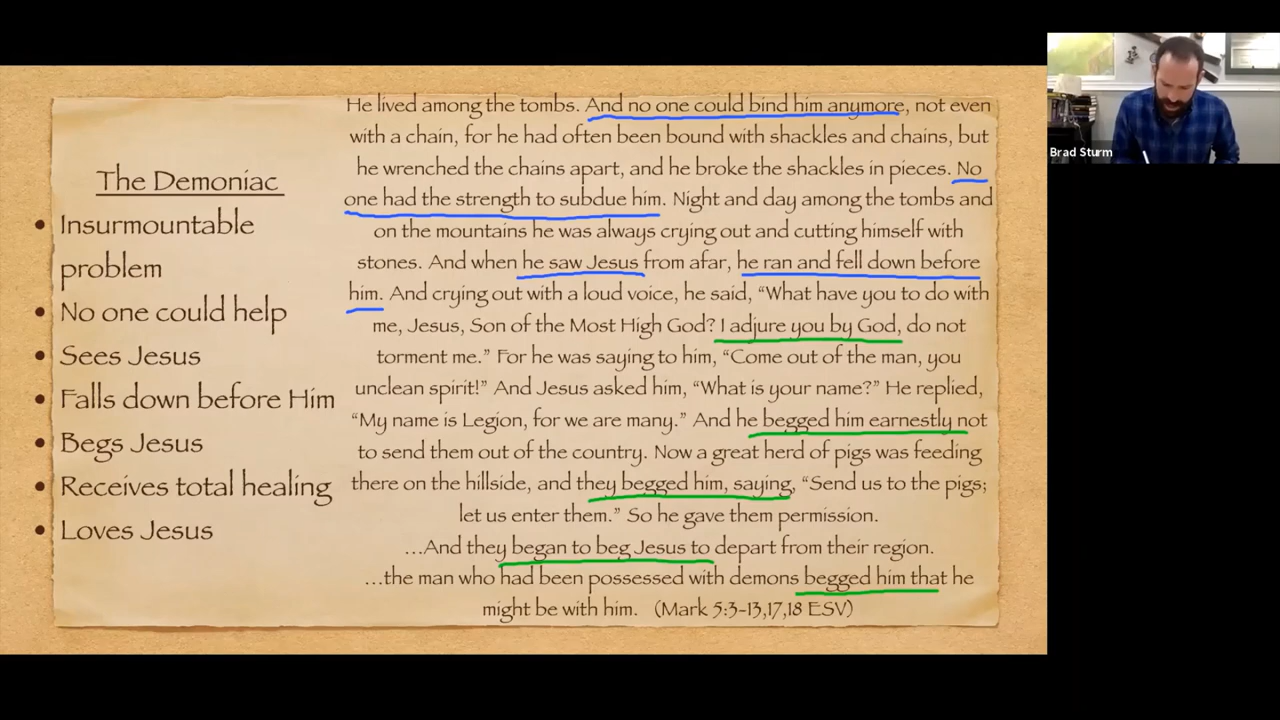 The Demoniac
• Insurmountable
problem
• No one could help
• Sees Jesus
• Falls down before Him
• Begs Jesus
• Receives total healing
• Loves Jesus
He lived among the tombs. And no one could bind him anymore, not even
with a chain, for he had often been bound with shackles and chains, but
he wrenched the chains apart, and he broke the shackles in pieces. No
one had the strength to subdue him. Night and day among the tombs and
on the mountains he was always crying out and cutting himself with
stones. And when he saw Jesus from afar, he ran and fell down before
him. And crying out with a loud voice, he said, “What have you to do with
me, Jesus, Son of the Most High God? I adjure you by God, do not
torment me.” For he was saying to him, “Come out of the man, you
unclean spirit!” And Jesus asked him, “What is your name?” He replied,
“My name is Legion, for we are many.” And he begged him earnestly not
to send them out of the country. Now a great herd of pigs was feeding
there on the hillside, and they begged him, saying, “Send us to the pigs;
let us enter them.” So he gave them permission.
…And they began to beg Jesus to depart from their region.
…the man who had been possessed with demons begged him that he
might be with him. (Mark 5:3-13,17,18 ESV)
Brad Sturm